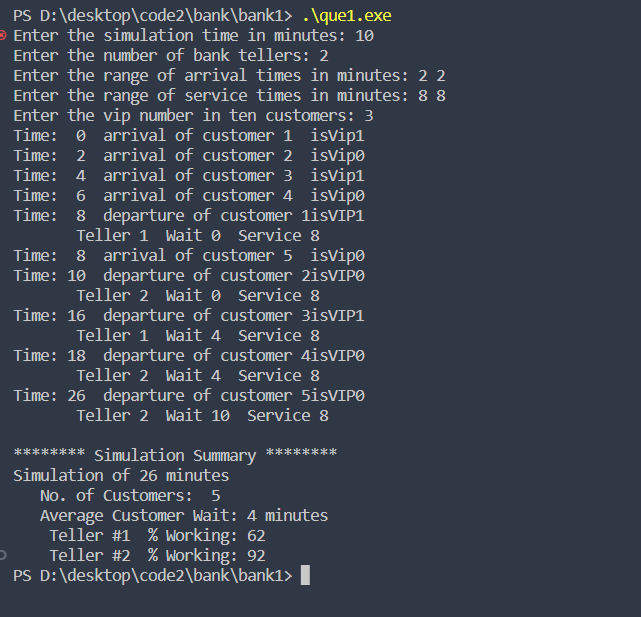 PS D:\desktop\code2\bank\bank1> .\que1.exe
Enter the simulation time in minutes: 10
Enter the number of bank tellers: 2
Enter the range of arrival times in minutes: 2 2
Enter the range of service times in minutes: 8 8
Enter the vip number in ten customers: 3
Time:  0  arrival of customer 1  isVip1
Time:  2  arrival of customer 2  isVip0
Time:  4  arrival of customer 3  isVip1
Time:  6  arrival of customer 4  isVip0
Time:  8  departure of customer 1isVIP1
       Teller 1  Wait 0  Service 8
Time:  8  arrival of customer 5  isVip0
Time: 10  departure of customer 2isVIP0
       Teller 2  Wait 0  Service 8
Time: 16  departure of customer 3isVIP1
       Teller 1  Wait 4  Service 8
Time: 18  departure of customer 4isVIP0
       Teller 2  Wait 4  Service 8
Time: 26  departure of customer 5isVIP0
       Teller 2  Wait 10  Service 8

******** Simulation Summary ********
Simulation of 26 minutes
   No. of Customers:  5
   Average Customer Wait: 4 minutes
    Teller #1  % Working: 62
    Teller #2  % Working: 92
PS D:\desktop\code2\bank\bank1>